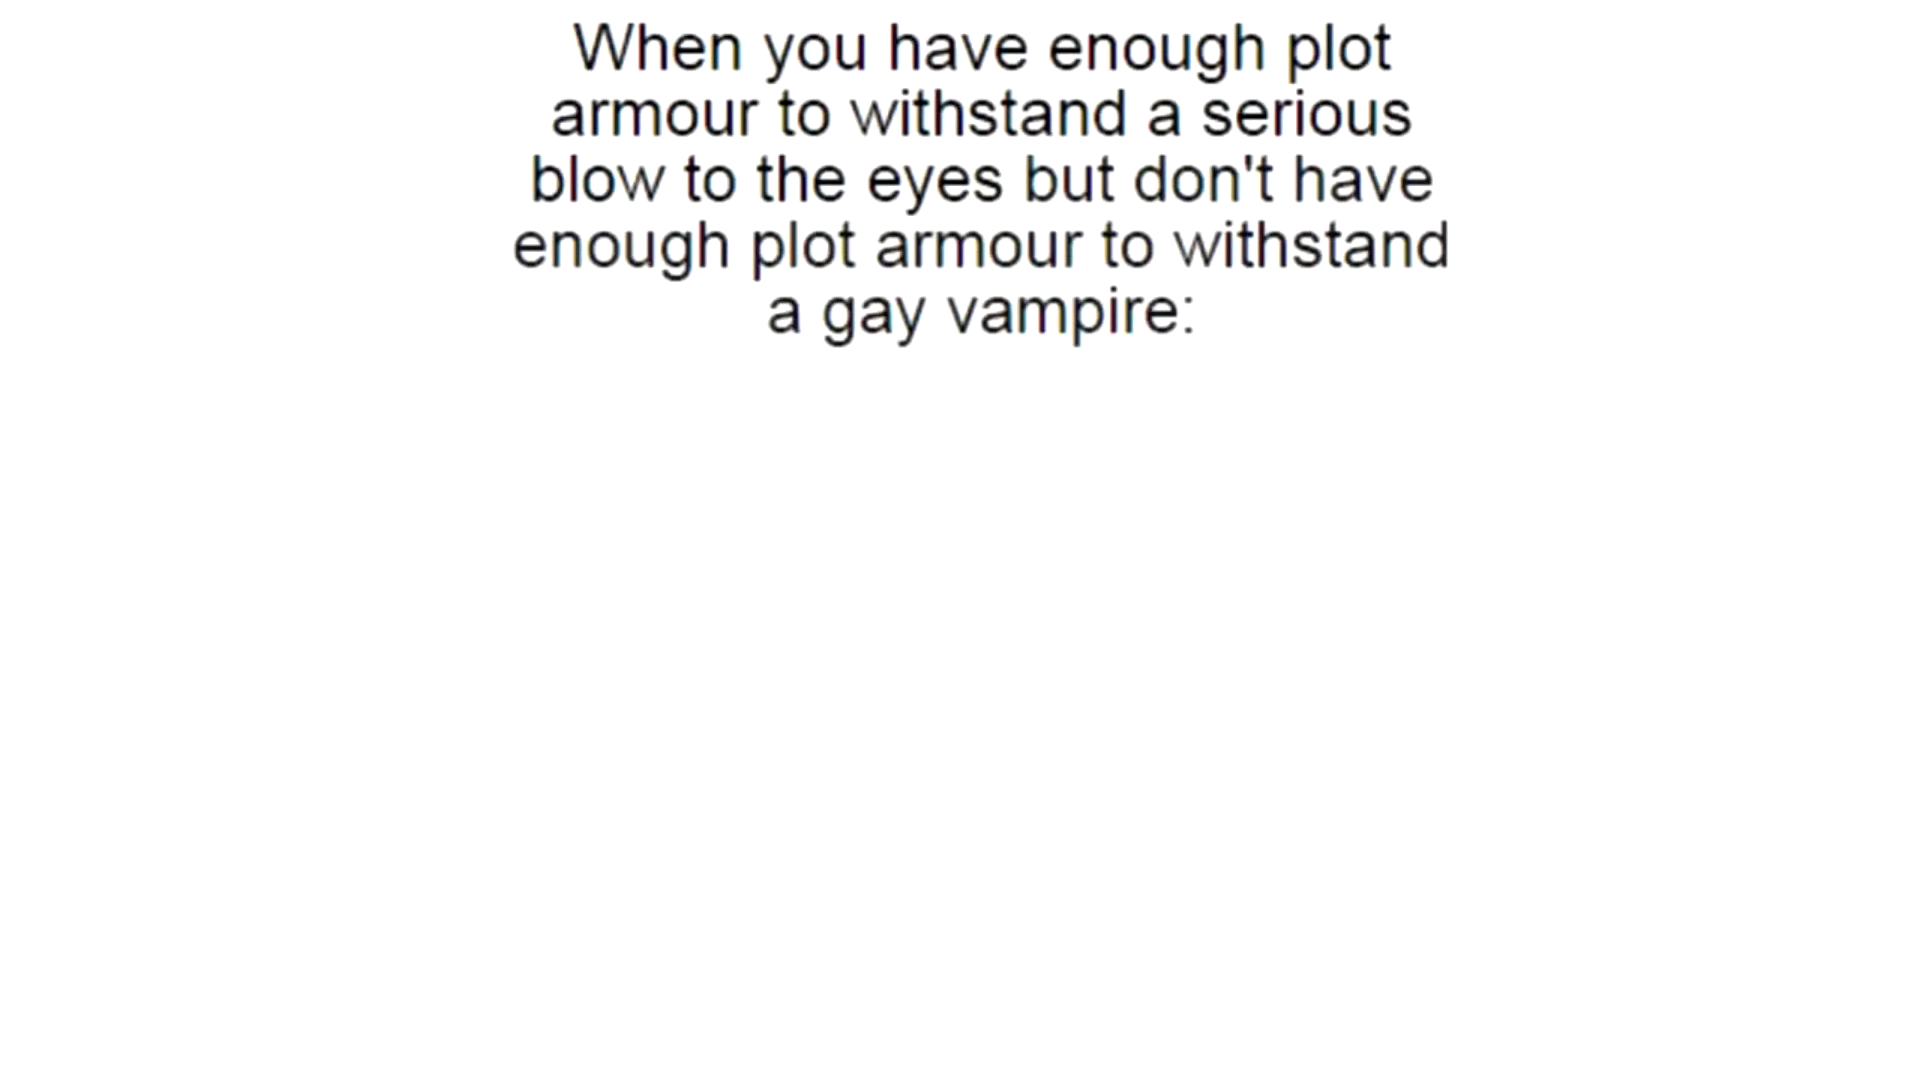 When you have enough plot
armour to withstand a serious
blow to the eyes but don't have
enough plot armour to withstand
a gay vampire: